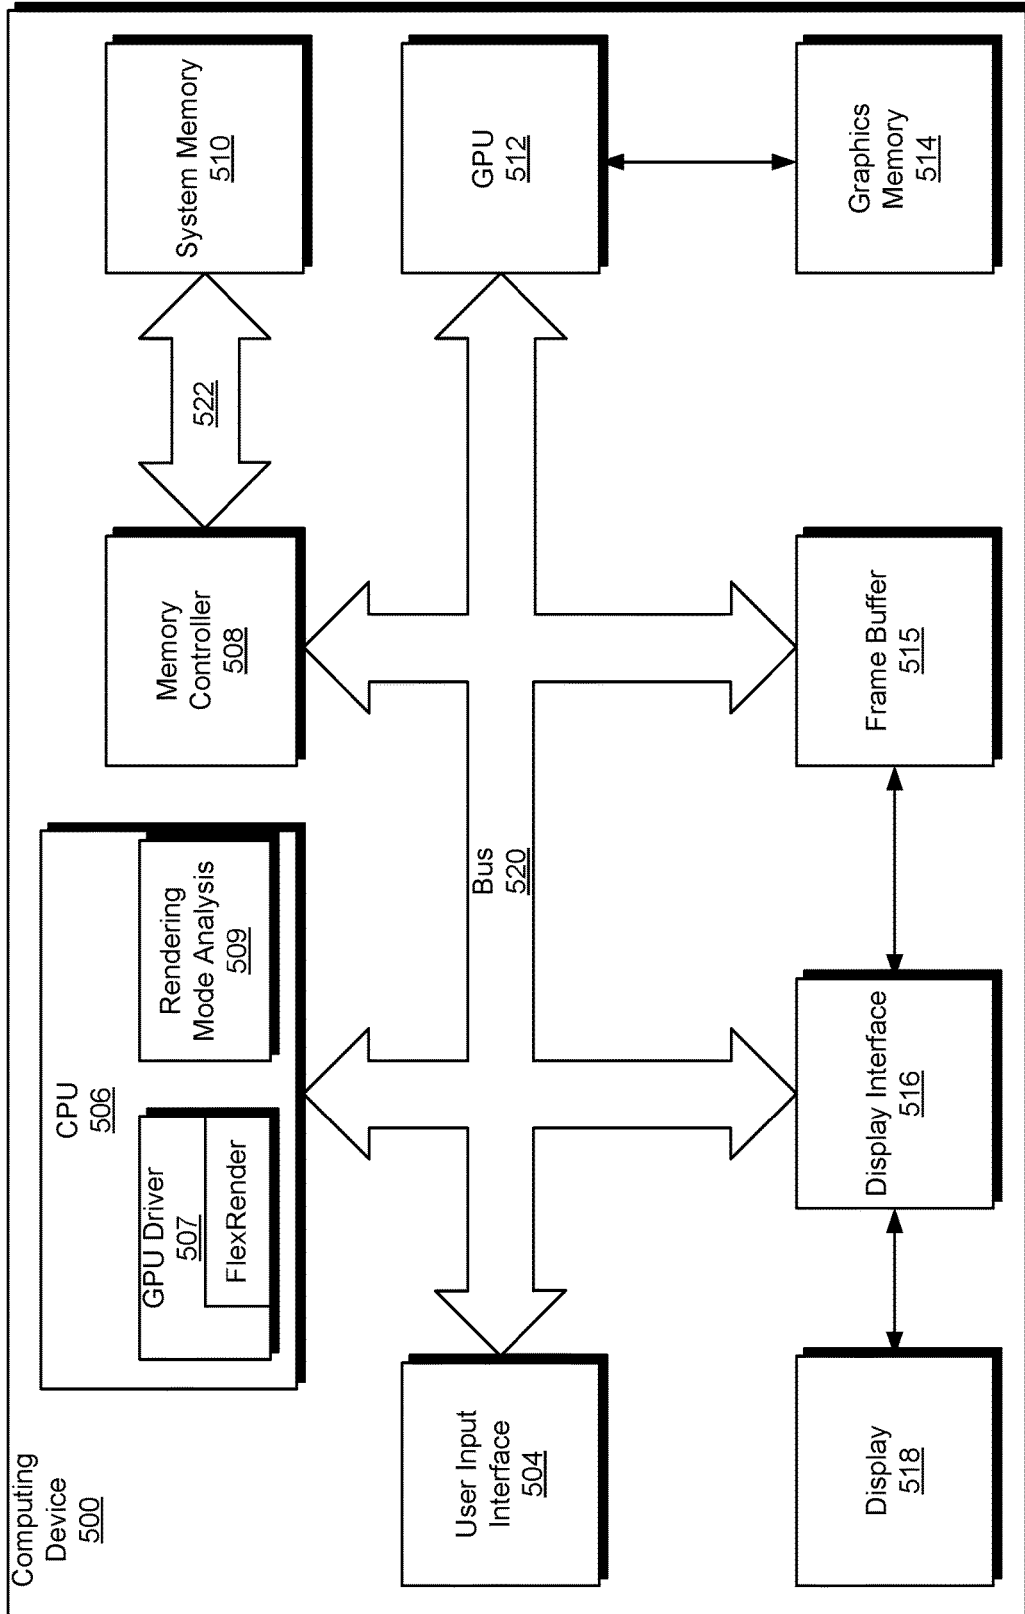 Computing
Device
500
CPU
506
GPU Driver
507
FlexRender
Rendering
Mode Analysis
509
Memory
Controller
508
522
System Memory
510
User Input
Interface
504
Bus
520
GPU
512
Display
518
Display Interface
516
Frame Buffer
515
Graphics
Memory
514